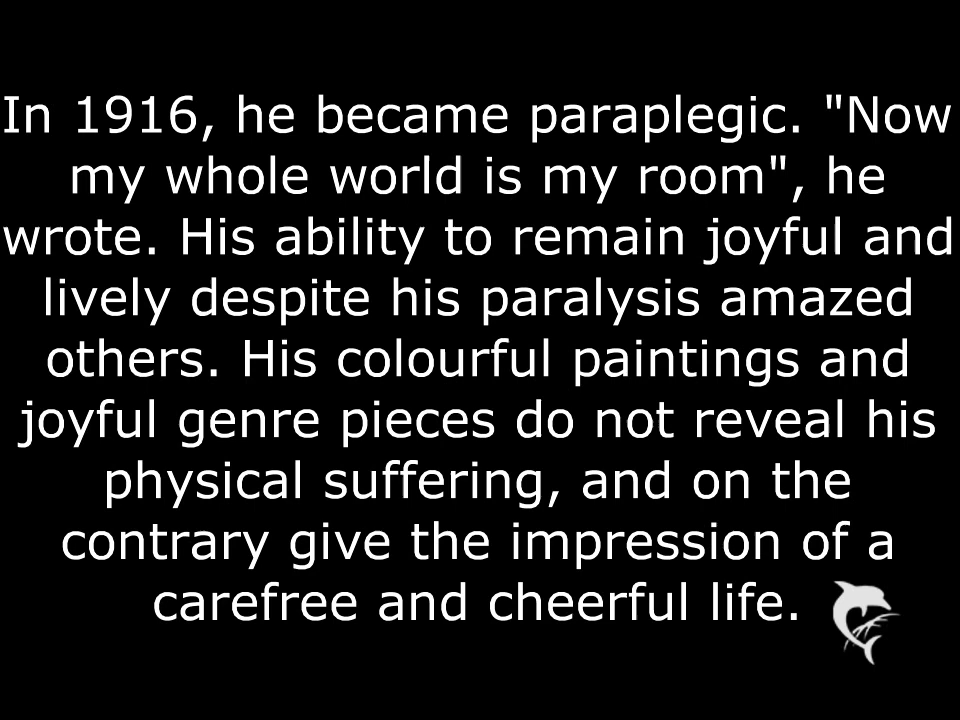 In 1916, he became paraplegic. "Now
my whole world is my room", he
wrote. His ability to remain joyful and
lively despite his paralysis amazed
others. His colourful paintings and
joyful genre pieces do not reveal his
physical suffering, and on the
contrary give the impression of a
carefree and cheerful life.